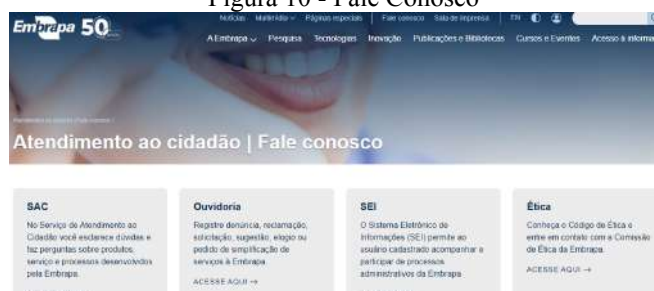 Figura 10 - Fale Conosco
Embrapa 50
Notícias Multimídia Páginas especiais Fale conosco Sala de Imprensa EN
A Embrapa Pesquisa Tecnologias Inovação Publicações e Bibliotecas Cursos e Eventos Acesso à informa
Atendimento ao cidadão | Fale conosco
SAC
No Serviço de Atendimento ao
Cidadão você esclarece dúvidas e
faz perguntas sobre produtos,
serviço e processos desenvolvidos
pela Embrapa.
Ouvidoria
Registre denúncia, reclamação,
solicitação, sugestão, elogio ou
pedido de simplificação de
serviços à Embrapa.
ACESSE AQUI →
SEI
O Sistema Eletrônico de
Informações (SEI) permite ao
usuário cadastrado acompanhar e
participar de processos
administrativos da Embrapa
Ética
Conheça o Código de Ética e
entre em contato com a Comissão
de Ética da Embrapa.
ACESSE AQUI →